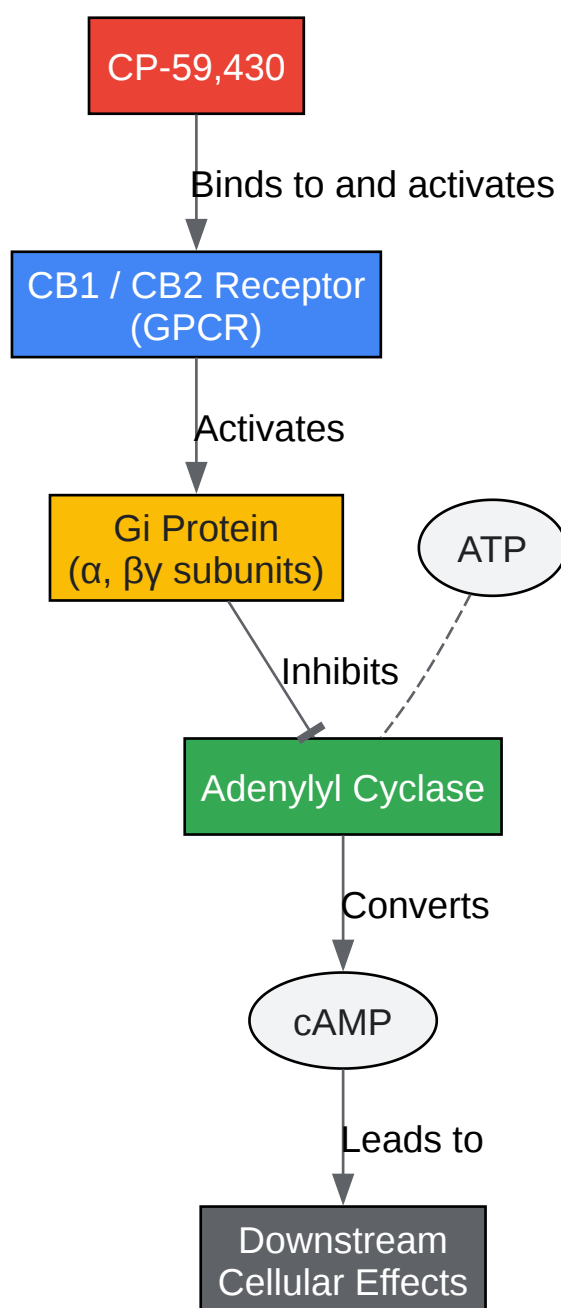 CP-59,430
Binds to and activates
CB1 / CB2 Receptor
(GPCR)
Activates
Gi Protein
(α, βγ subunits)
ATP
Inhibits
Adenylyl Cyclase
Converts
cAMP
Leads to
Downstream
Cellular Effects